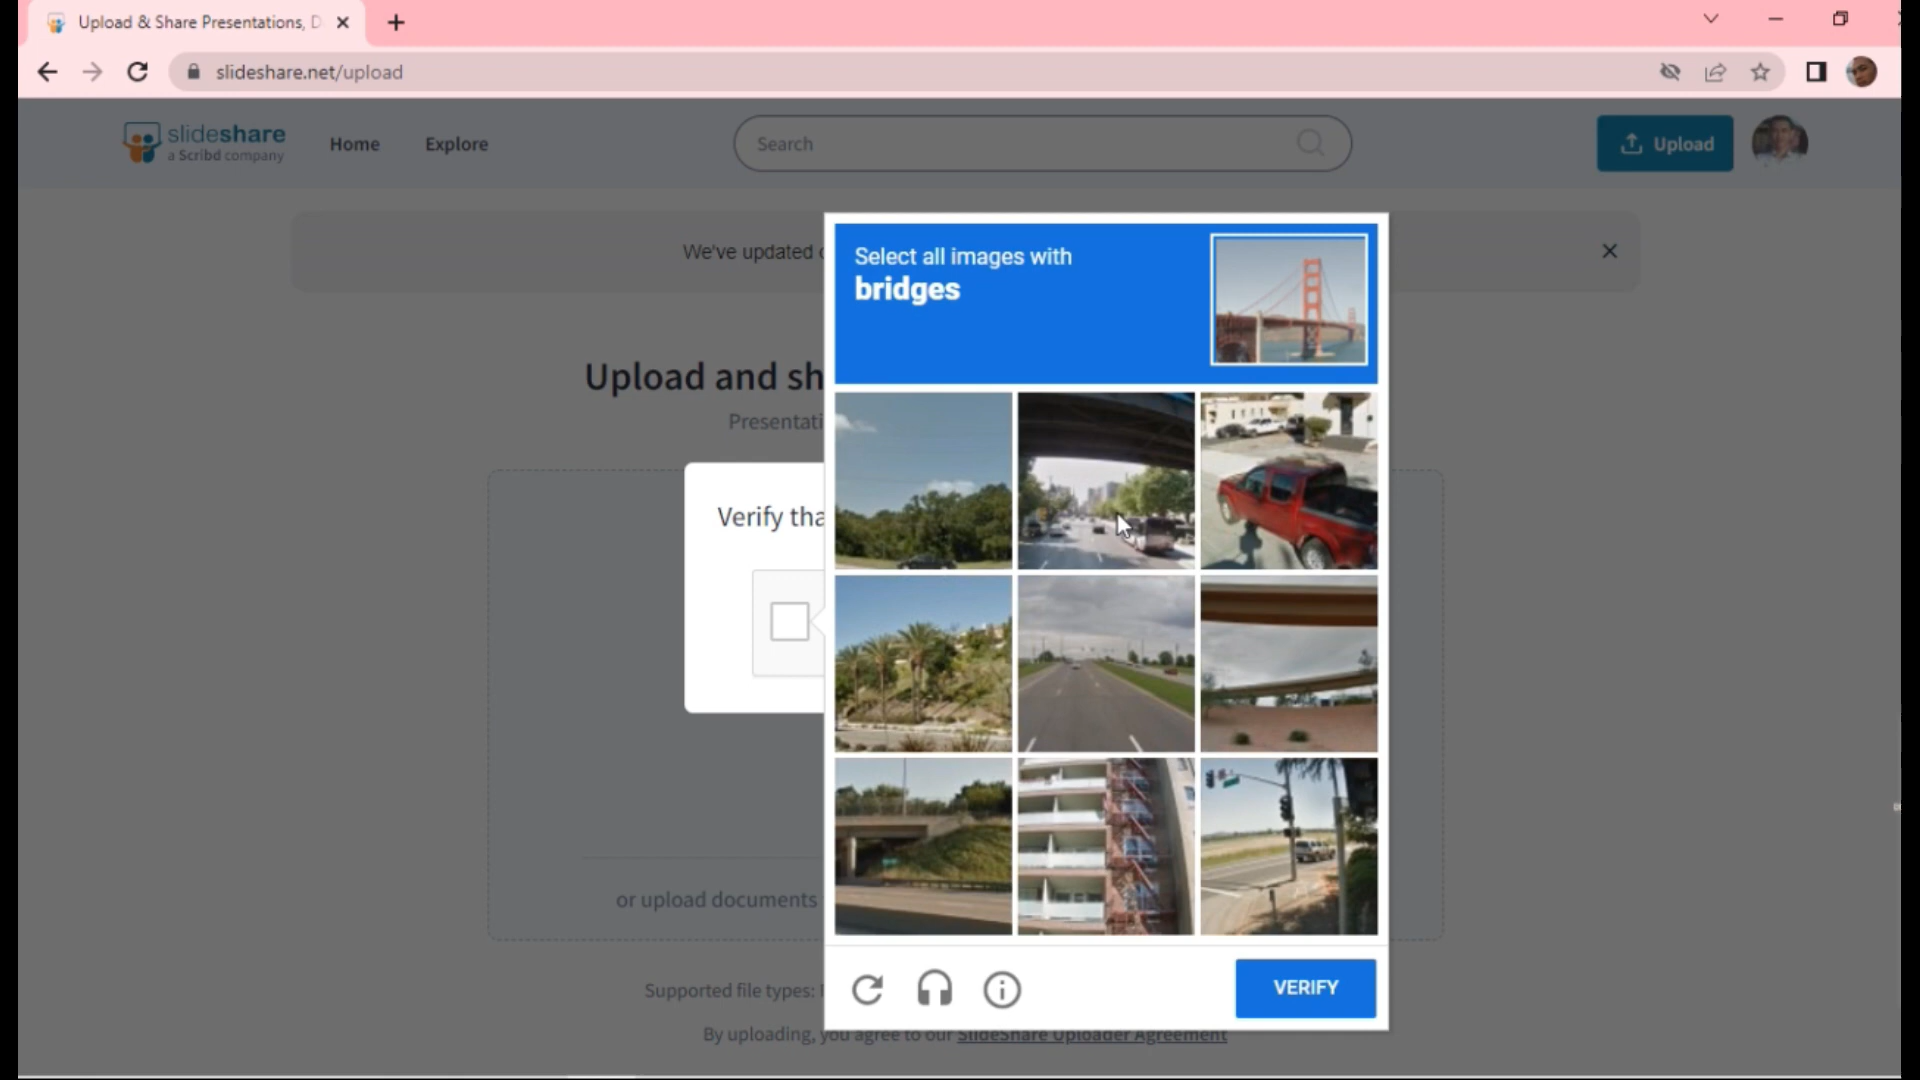 Upload & Share Presentations, D
slideshare.net/upload
slideshare
a Scribd company
Home
Explore
Search
Upload
We've updated
Select all images with
bridges
Upload and sh
Presentati
Verify tha
or upload documents
VERIFY
Supported file types:
By uploading, you agree to our SlideShare Uploader Agreement